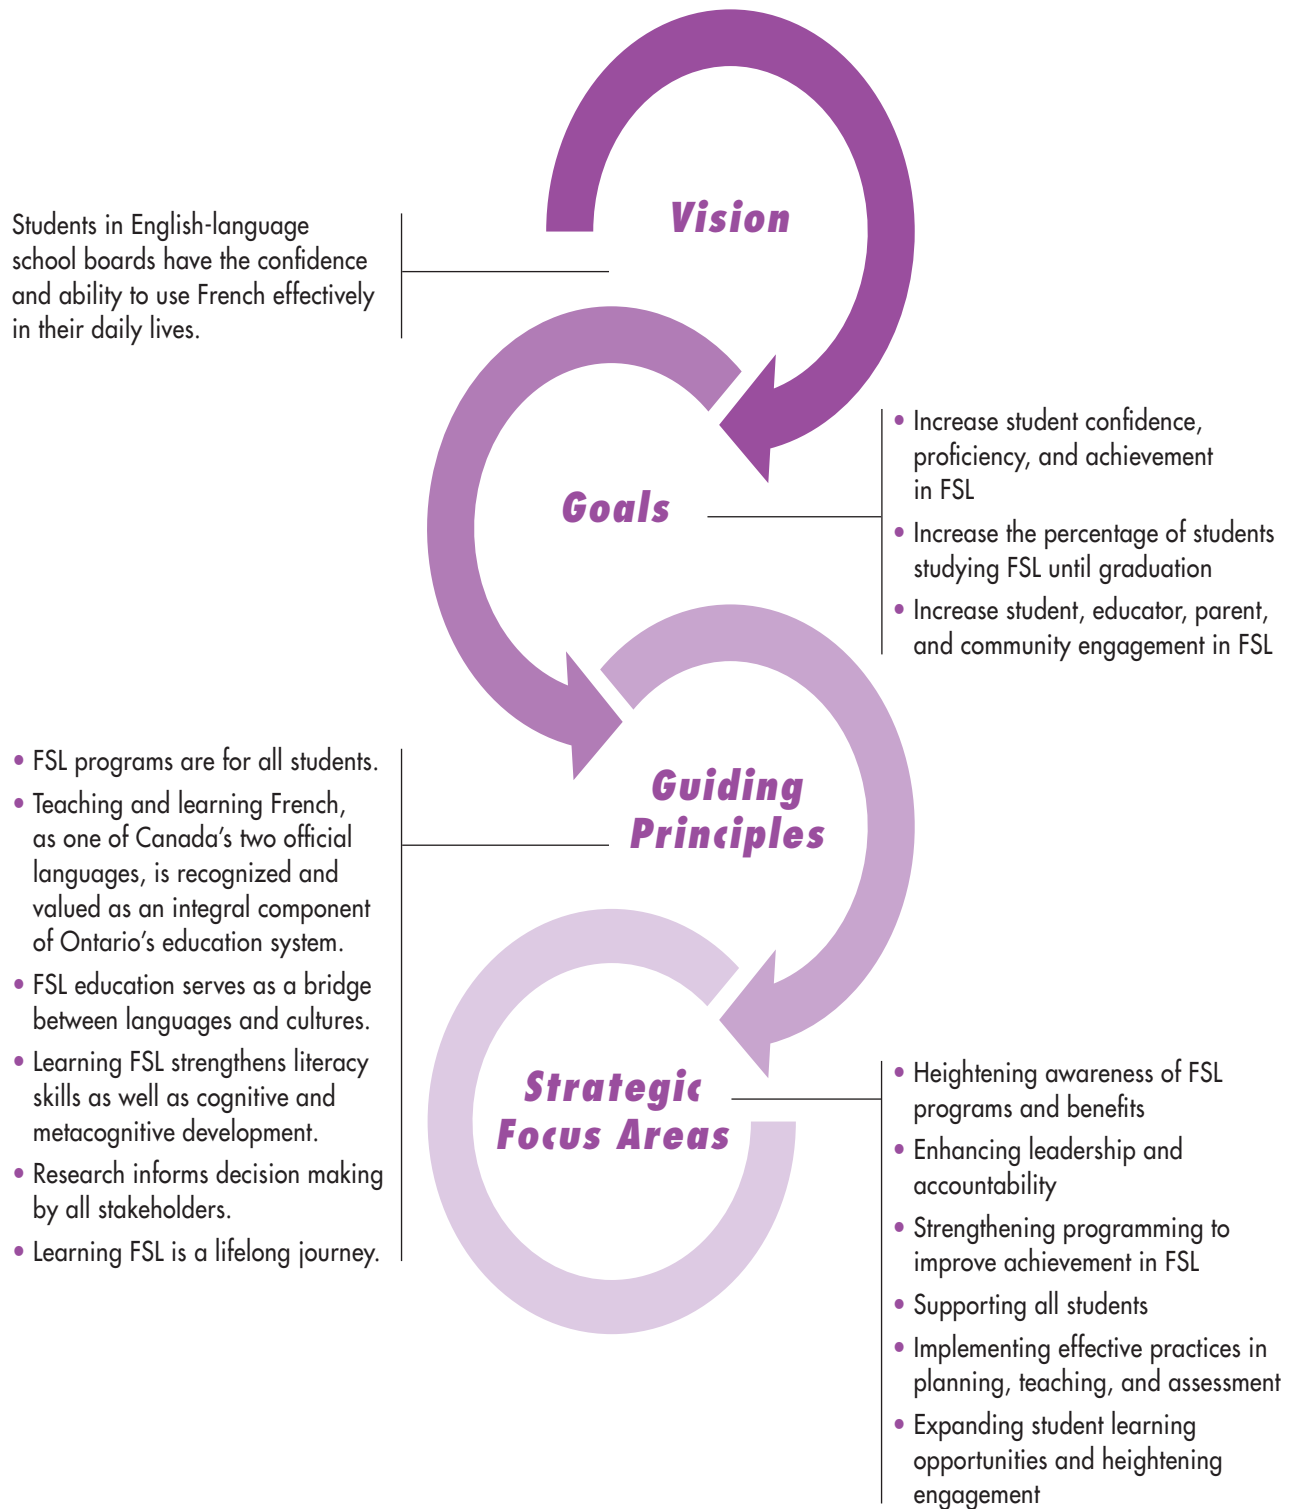 Vision
Students in English-language
school boards have the confidence
and ability to use French effectively
in their daily lives.
Goals
• Increase student confidence,
proficiency, and achievement
in FSL
• Increase the percentage of students
studying FSL until graduation
• Increase student, educator, parent,
and community engagement in FSL
Guiding
Principles
• FSL programs are for all students.
• Teaching and learning French,
as one of Canada’s two official
languages, is recognized and
valued as an integral component
of Ontario’s education system.
• FSL education serves as a bridge
between languages and cultures.
• Learning FSL strengthens literacy
skills as well as cognitive and
metacognitive development.
• Research informs decision making
by all stakeholders.
• Learning FSL is a lifelong journey.
Strategic
Focus Areas
• Heightening awareness of FSL
programs and benefits
• Enhancing leadership and
accountability
• Strengthening programming to
improve achievement in FSL
• Supporting all students
• Implementing effective practices in
planning, teaching, and assessment
• Expanding student learning
opportunities and heightening
engagement